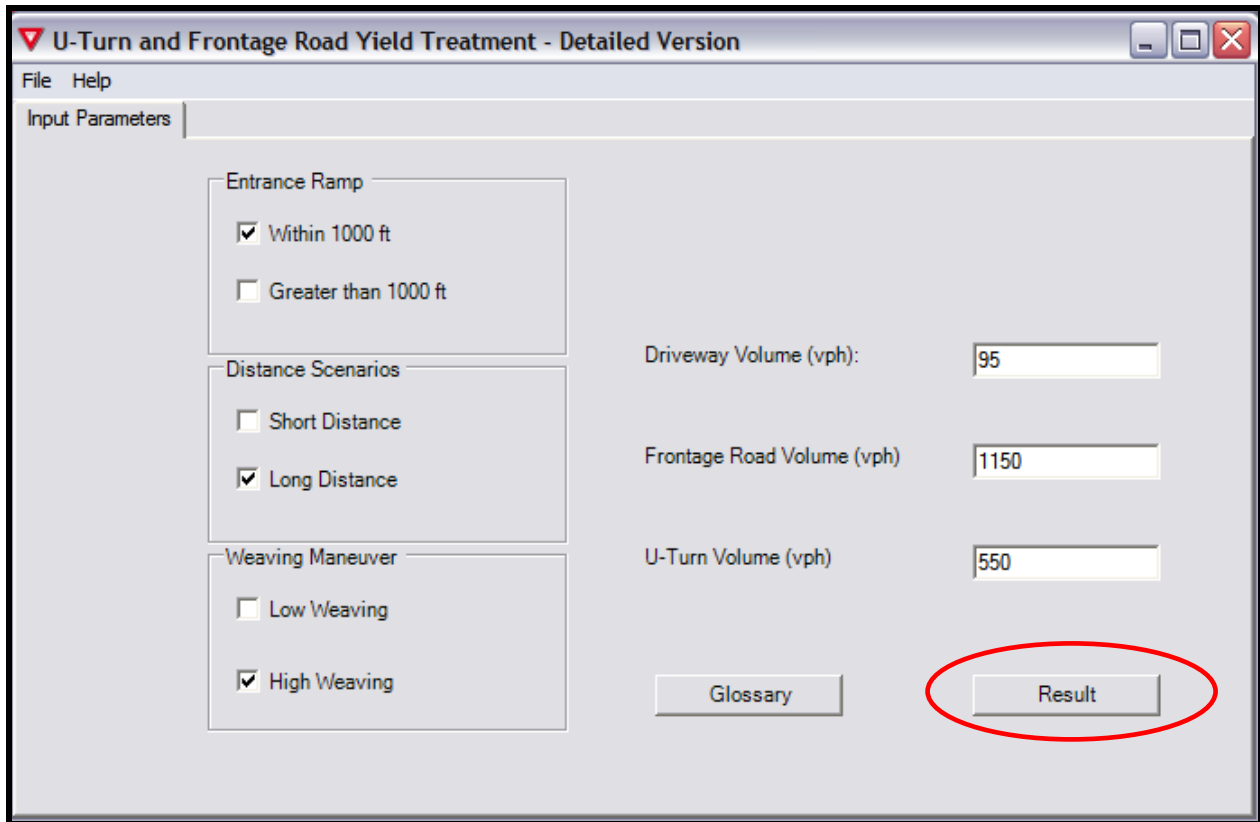 U-Turn and Frontage Road Yield Treatment - Detailed Version
File Help
Input Parameters
Entrance Ramp
Within 1000 ft
Greater than 1000 ft
Distance Scenarios
Short Distance
Long Distance
Weaving Maneuver
Low Weaving
High Weaving
Driveway Volume (vph): 95
Frontage Road Volume (vph) 1150
U-Turn Volume (vph) 550
Glossary Result